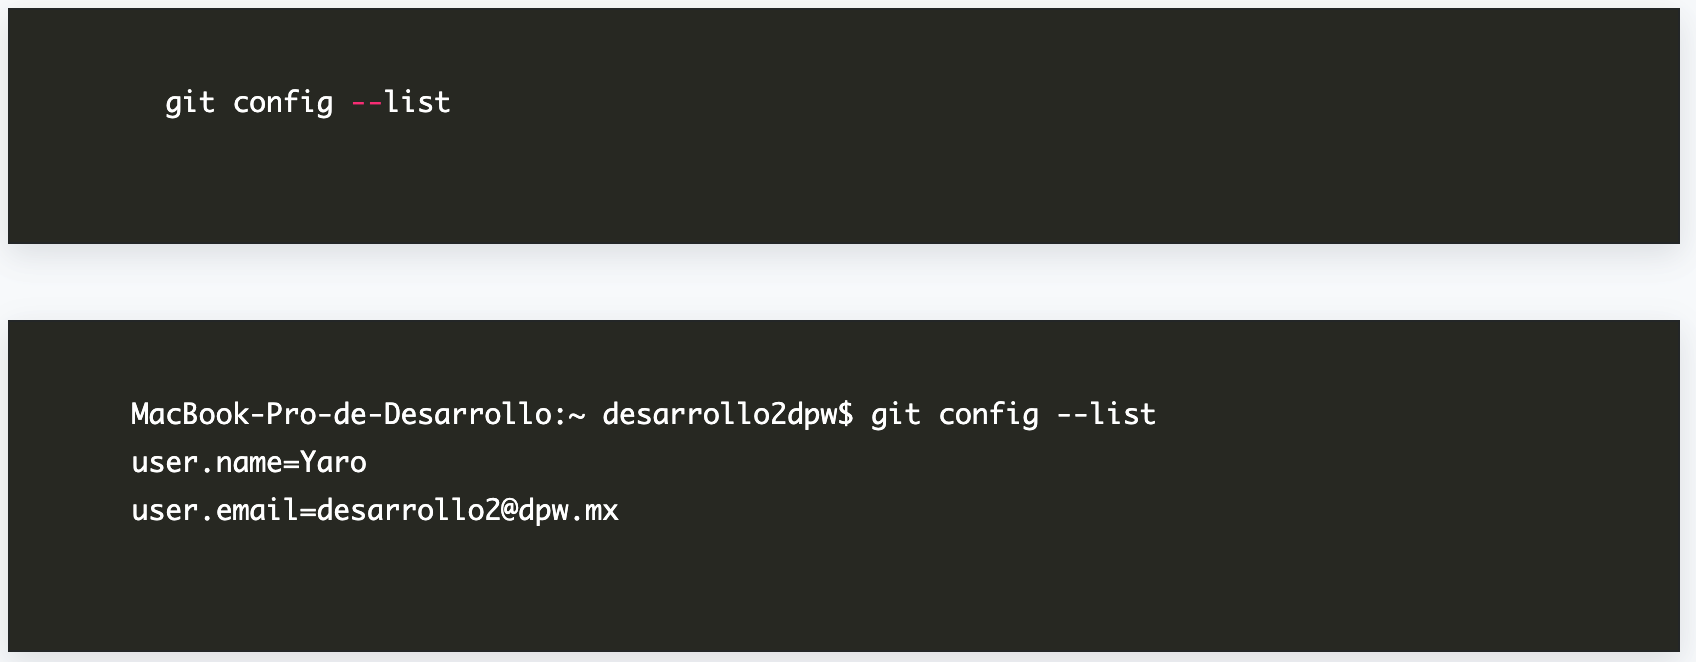 git config --list
MacBook-Pro-de-Desarrollo:~ desarrollo2dpw$ git config --list
user.name=Yaro
user.email=desarrollo2@dpw.mx